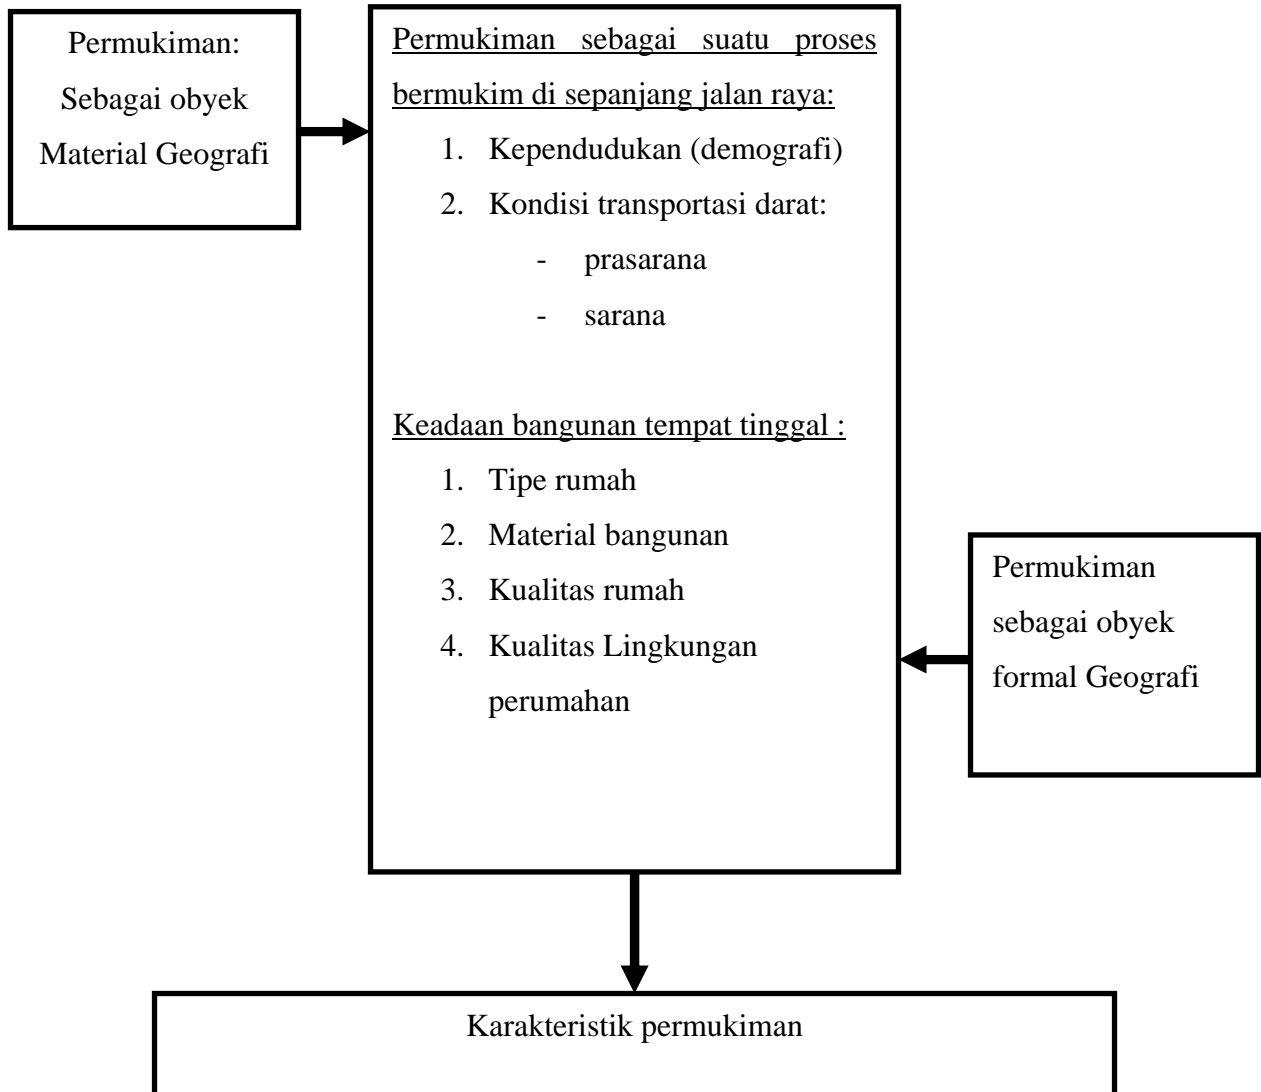 Permukiman:
Sebagai obyek
Material Geografi
Permukiman sebagai suatu proses
bermukim di sepanjang jalan raya:
1. Kependudukan (demografi)
2. Kondisi transportasi darat:
- prasarana
- sarana
Keadaan bangunan tempat tinggal :
1. Tipe rumah
2. Material bangunan
3. Kualitas rumah
4. Kualitas Lingkungan
perumahan
Permukiman
sebagai obyek
formal Geografi
Karakteristik permukiman